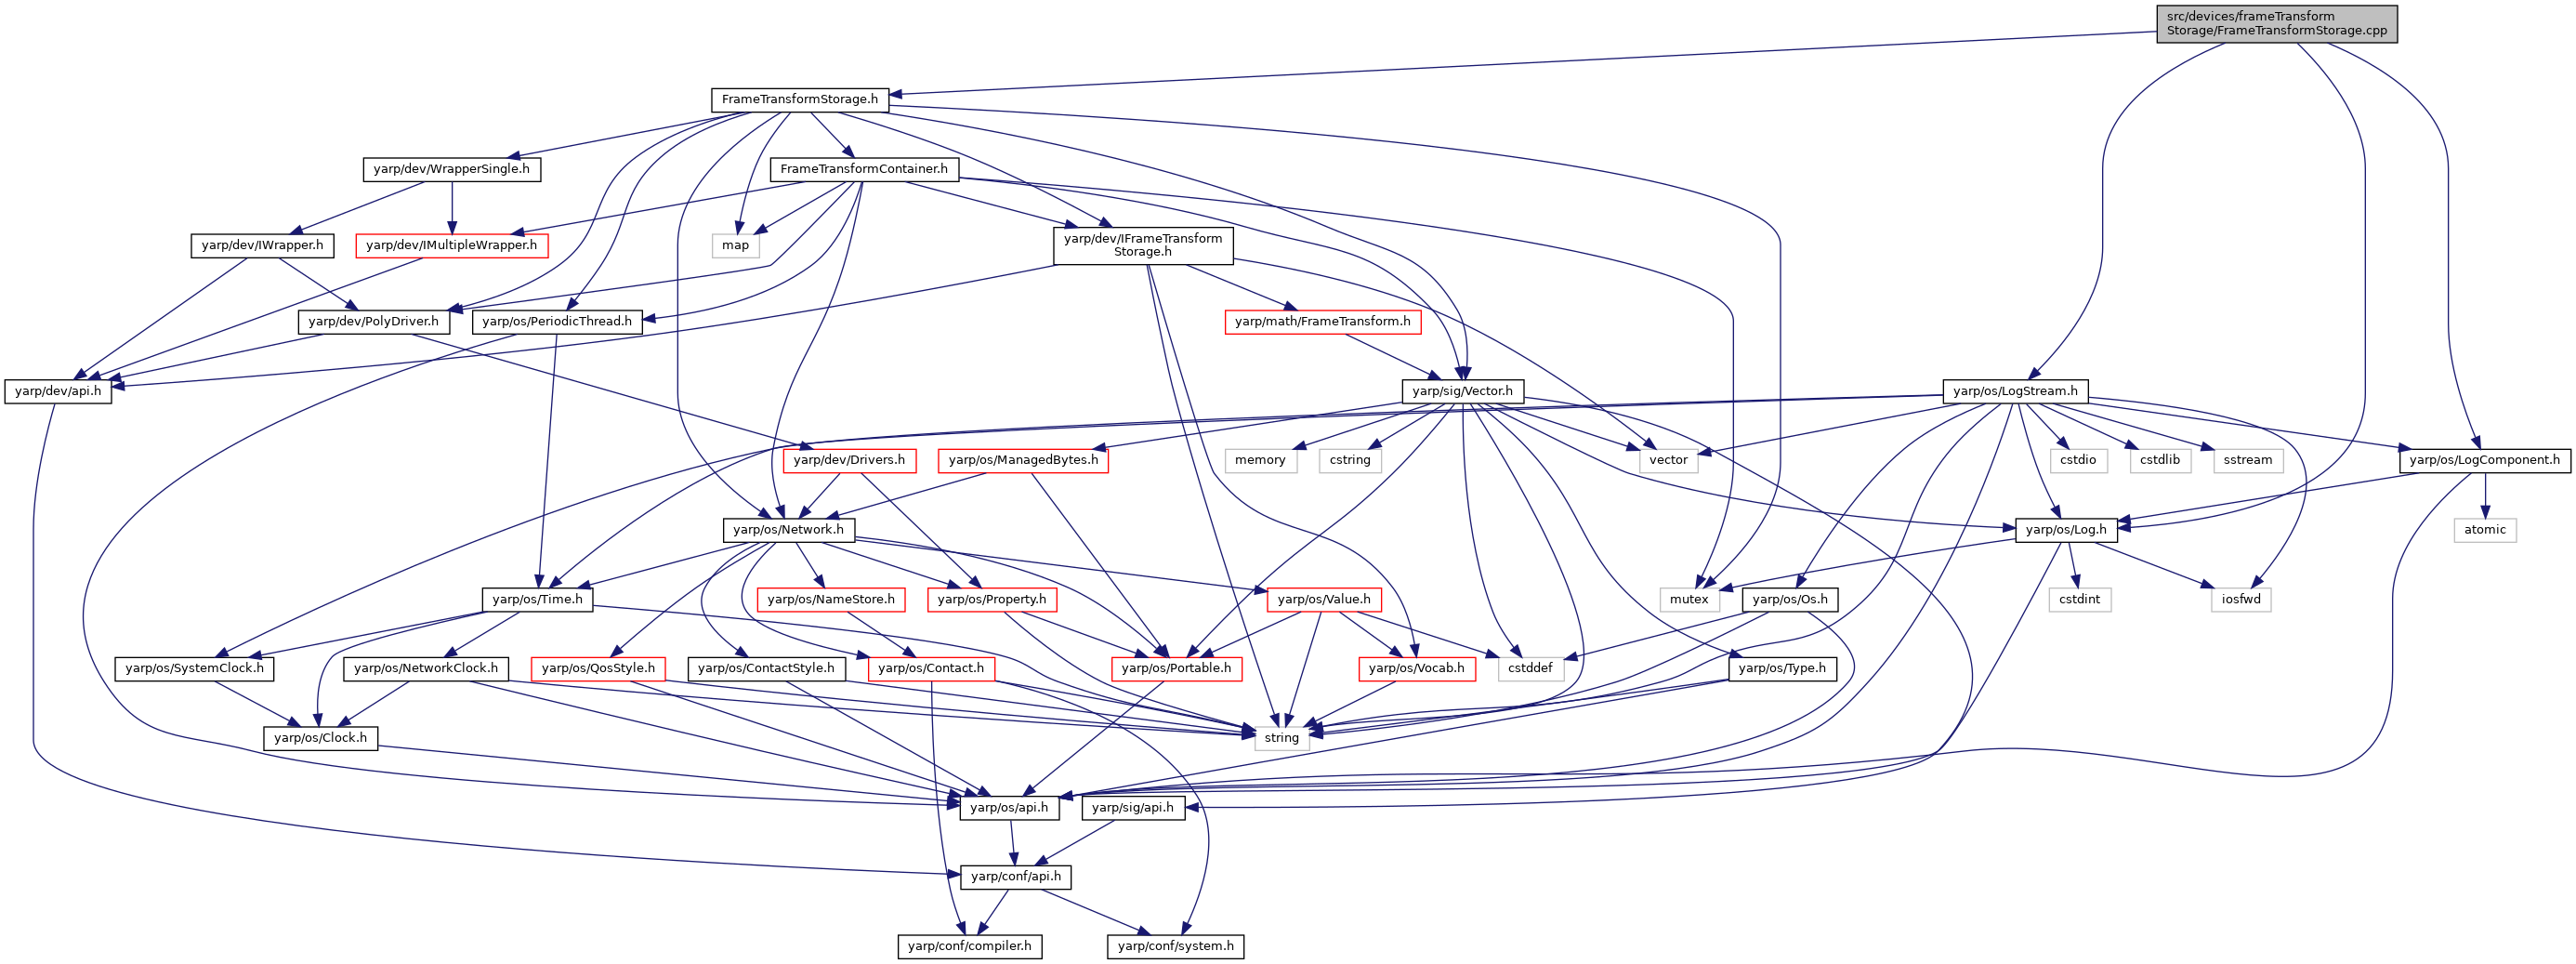 src/devices/frameTransform
Storage/FrameTransformStorage.cpp
FrameTransformStorage.h
yarp/dev/WrapperSingle.h
FrameTransformContainer.h
yarp/dev/IWrapper.h
yarp/dev/IMultipleWrapper.h
map
yarp/dev/IFrameTransform
Storage.h
yarp/dev/PolyDriver.h
yarp/os/PeriodicThread.h
yarp/math/FrameTransform.h
yarp/dev/api.h
yarp/sig/Vector.h
yarp/os/LogStream.h
yarp/dev/Drivers.h
yarp/os/ManagedBytes.h
memory
cstring
vector
cstdio
cstdlib
sstream
yarp/os/LogComponent.h
yarp/os/Network.h
yarp/os/Log.h
atomic
yarp/os/Time.h
yarp/os/NameStore.h
yarp/os/Property.h
yarp/os/Value.h
mutex
yarp/os/Os.h
cstdint
iosfwd
yarp/os/SystemClock.h
yarp/os/NetworkClock.h
yarp/os/QosStyle.h
yarp/os/ContactStyle.h
yarp/os/Contact.h
yarp/os/Portable.h
yarp/os/Vocab.h
cstddef
yarp/os/Type.h
yarp/os/Clock.h
string
yarp/os/api.h
yarp/sig/api.h
yarp/conf/api.h
yarp/conf/compiler.h
yarp/conf/system.h